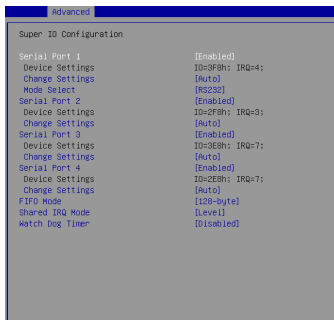 Advanced
Super IO Configuration
Serial Port 1 [Enabled]
Device Settings IO=3F8h; IRQ=4;
Change Settings [Auto]
Mode Select [RS232]
Serial Port 2 [Enabled]
Device Settings IO=2F8h; IRQ=3;
Change Settings [Auto]
Serial Port 3 [Enabled]
Device Settings IO=3E8h; IRQ=7;
Change Settings [Auto]
Serial Port 4 [Enabled]
Device Settings IO=2E8h; IRQ=7;
Change Settings [Auto]
FIFO Mode [128-byte]
Shared IRQ Mode [Level]
Watch Dog Timer [Disabled]